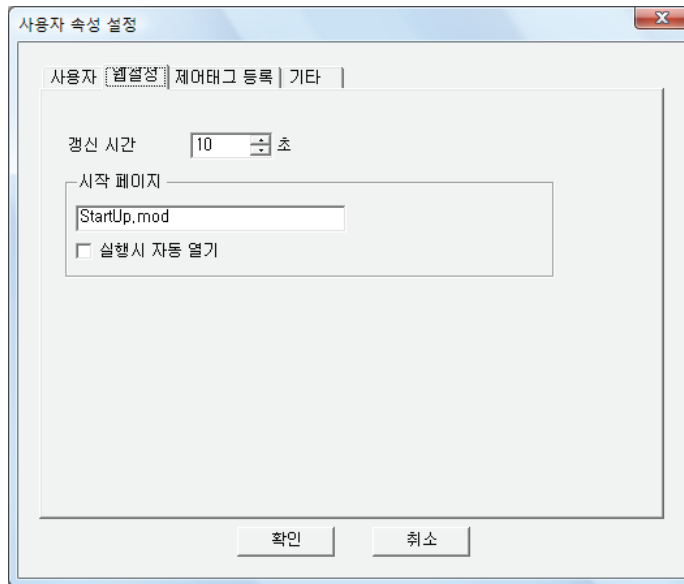 사용자 속성 설정
사용자 웹설정 제어태그 등록 기타
갱신 시간 10 초
시작 페이지
StartUp.mod
실행시 자동 열기
확인 취소